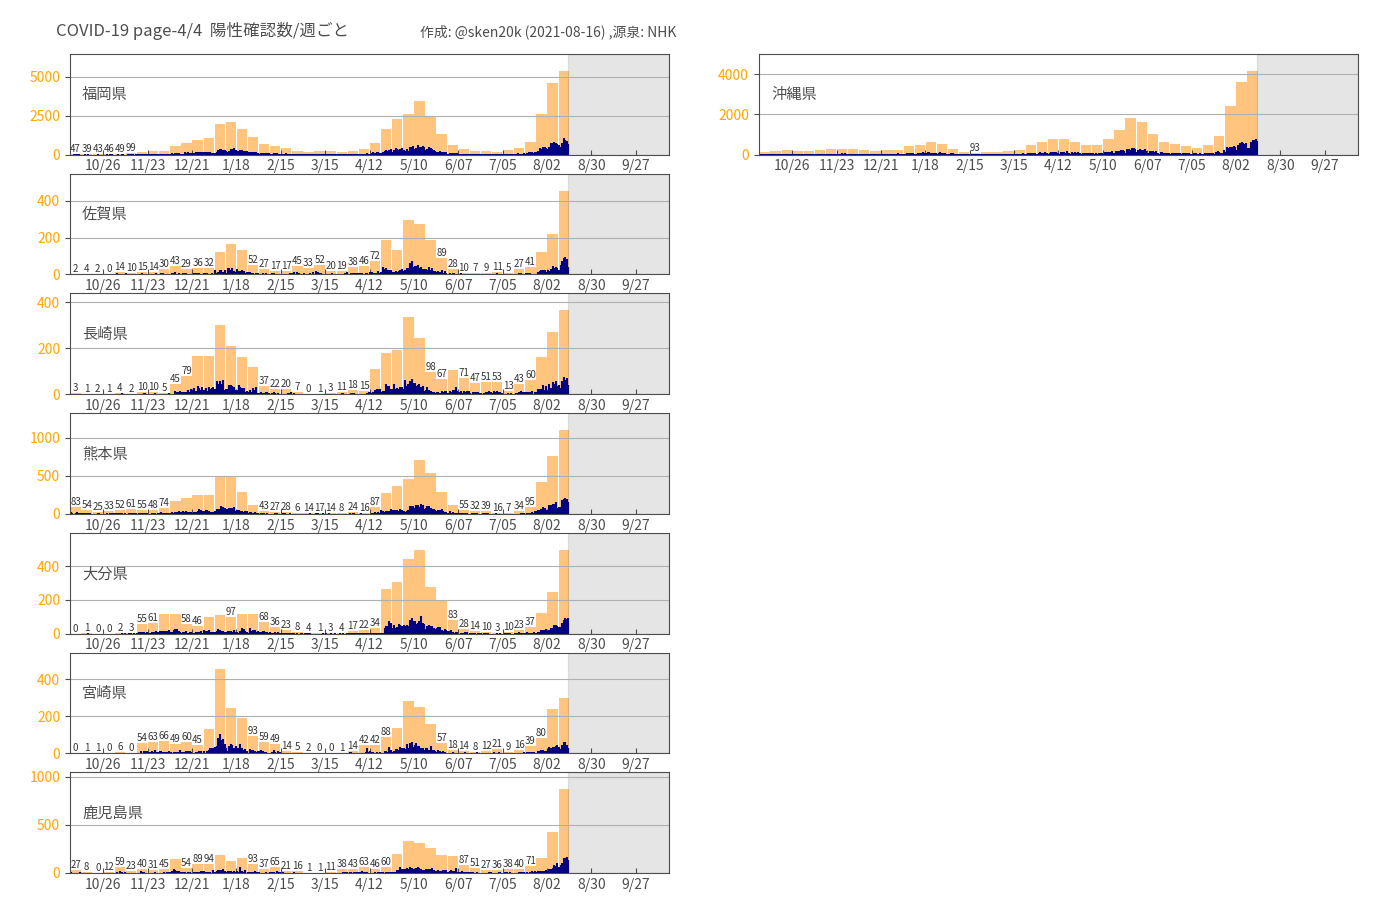 COVID-19 page-4/4 陽性確認数/週ごと
作成: @sken20k (2021-08-16) ,源泉: NHK
福岡県
5000
2500
0
47 39 43 46 49 99
10/26 11/23 12/21 1/18 2/15 3/15 4/12 5/10 6/07 7/05 8/02 8/30 9/27
沖縄県
4000
2000
0
93
10/26 11/23 12/21 1/18 2/15 3/15 4/12 5/10 6/07 7/05 8/02 8/30 9/27
佐賀県
400
200
0
2 4 2 0 14 10 15 14 30 43 29 36 32 52 27 17 17 45 33 52 20 19 38 46 72 89 28 10 7 9 11 5 27 41
10/26 11/23 12/21 1/18 2/15 3/15 4/12 5/10 6/07 7/05 8/02 8/30 9/27
長崎県
400
200
0
3 1 2 1 4 2 10 10 5 45 79 37 22 20 7 0 1 3 11 18 15 98 67 71 47 51 53 13 43 60
10/26 11/23 12/21 1/18 2/15 3/15 4/12 5/10 6/07 7/05 8/02 8/30 9/27
熊本県
1000
500
0
83 54 25 33 52 61 55 48 74 43 27 28 6 14 17 14 8 24 16 87 55 32 39 16 7 34 95
10/26 11/23 12/21 1/18 2/15 3/15 4/12 5/10 6/07 7/05 8/02 8/30 9/27
大分県
400
200
0
0 1 0 0 2 3 55 61 58 46 97 68 36 23 8 4 1 3 4 17 22 34 83 28 14 10 3 10 23 37
10/26 11/23 12/21 1/18 2/15 3/15 4/12 5/10 6/07 7/05 8/02 8/30 9/27
宮崎県
400
200
0
0 1 1 0 6 0 54 63 66 49 60 45 93 59 49 14 5 2 0 0 1 14 42 42 88 57 18 14 8 12 21 9 16 39 80
10/26 11/23 12/21 1/18 2/15 3/15 4/12 5/10 6/07 7/05 8/02 8/30 9/27
鹿児島県
1000
500
0
27 8 0 12 59 23 40 31 45 54 89 94 93 37 65 21 16 1 1 11 38 43 63 46 60 87 51 27 36 38 40 71
10/26 11/23 12/21 1/18 2/15 3/15 4/12 5/10 6/07 7/05 8/02 8/30 9/27